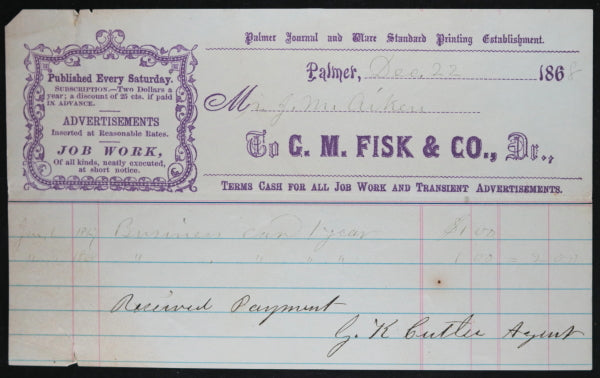 Palmer Journal and Ware Standard Printing Establishment.
Published Every Saturday.
SUBSCRIPTION.—Two Dollars a
year; a discount of 25 cts. if paid
IN ADVANCE.
ADVERTISEMENTS
Inserted at Reasonable Rates.
JOB WORK,
Of all kinds, neatly executed,
at short notice.
Palmer, Dec. 22 1868
Mr J. M. Aiken
To G. M. FISK & CO., Dr.,
TERMS CASH FOR ALL JOB WORK AND TRANSIENT ADVERTISEMENTS.
Business Card 1 year $1.00
" " " " 1.00 = 2.00
Received Payment
G. K Cutler Agent